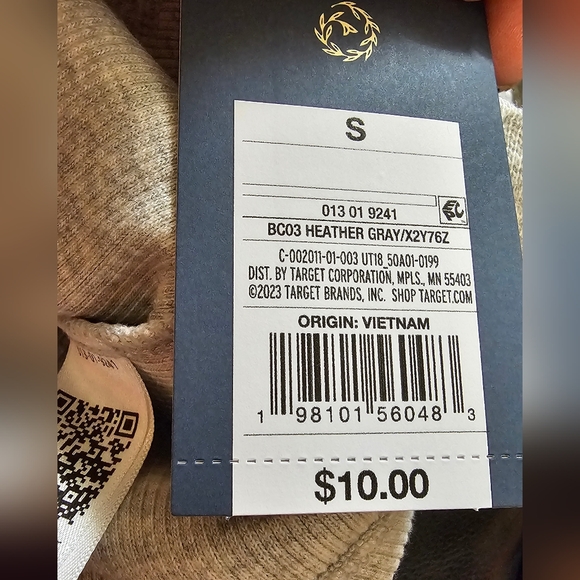 S
013 01 9241
BC03 HEATHER GRAY/X2Y76Z
C-002011-01-003 UT18_50A01-0199
DIST. BY TARGET CORPORATION, MPLS., MN 55403
©2023 TARGET BRANDS, INC. SHOP TARGET.COM
ORIGIN: VIETNAM
1 98101 56048 3
$10.00